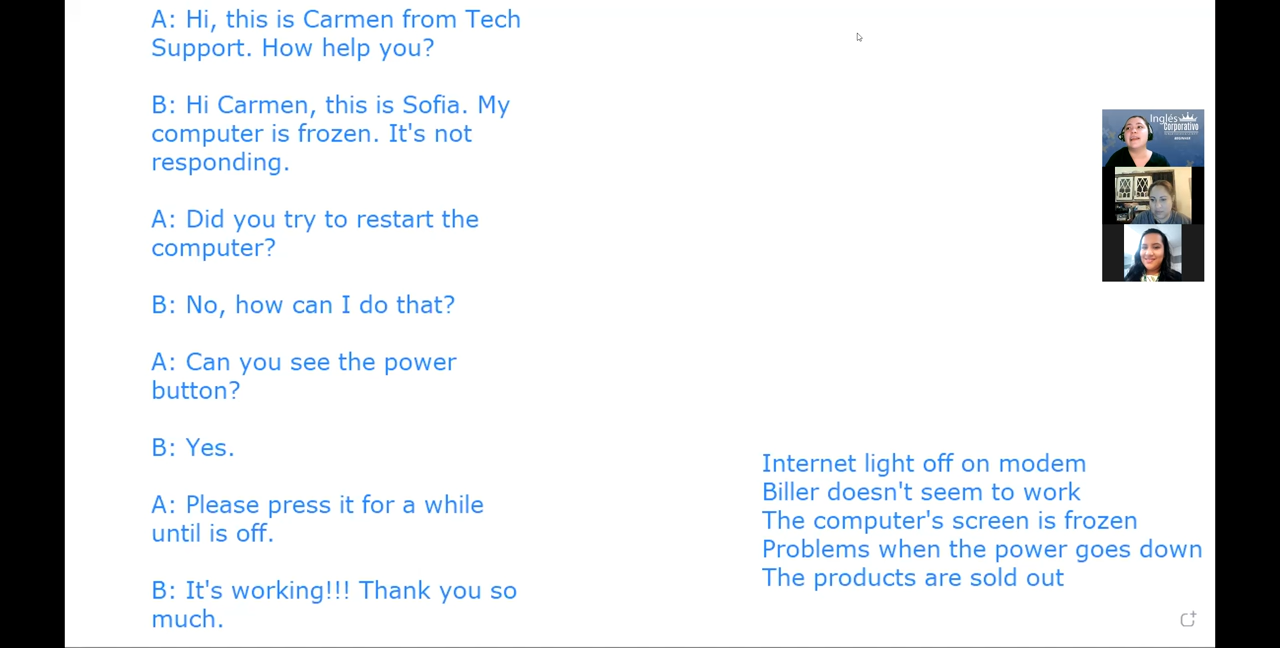 A: Hi, this is Carmen from Tech
Support. How help you?
B: Hi Carmen, this is Sofia. My
computer is frozen. It's not
responding.
A: Did you try to restart the
computer?
B: No, how can I do that?
A: Can you see the power
button?
B: Yes.
A: Please press it for a while
until is off.
B: It's working!!! Thank you so
much.
Internet light off on modem
Biller doesn't seem to work
The computer's screen is frozen
Problems when the power goes down
The products are sold out
Inglés
Corporativo
BEGINNER